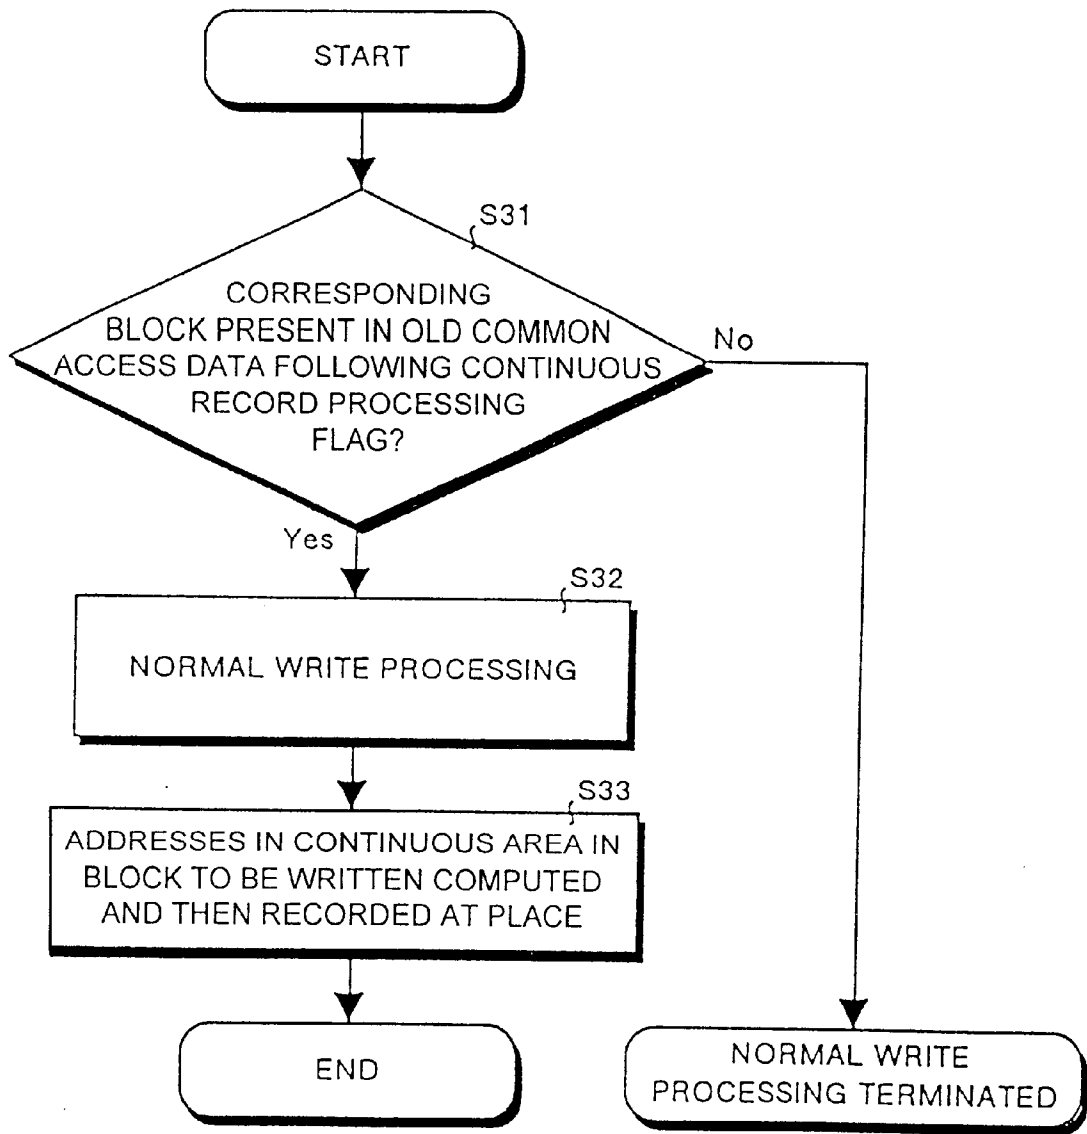 START
S31
CORRESPONDING
BLOCK PRESENT IN OLD COMMON
ACCESS DATA FOLLOWING CONTINUOUS
RECORD PROCESSING
FLAG?
No
Yes
S32
NORMAL WRITE PROCESSING
S33
ADDRESSES IN CONTINUOUS AREA IN
BLOCK TO BE WRITTEN COMPUTED
AND THEN RECORDED AT PLACE
END
NORMAL WRITE
PROCESSING TERMINATED